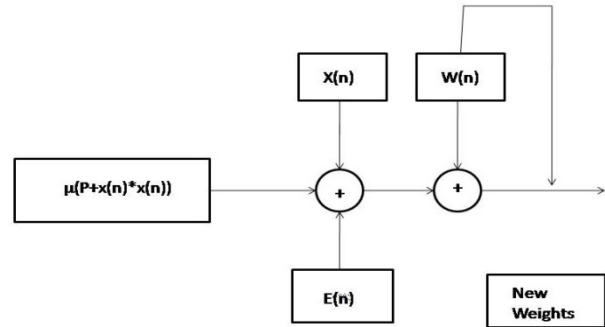 X(n)
W(n)
μ(P+x(n)*x(n))
+
+
E(n)
New
Weights